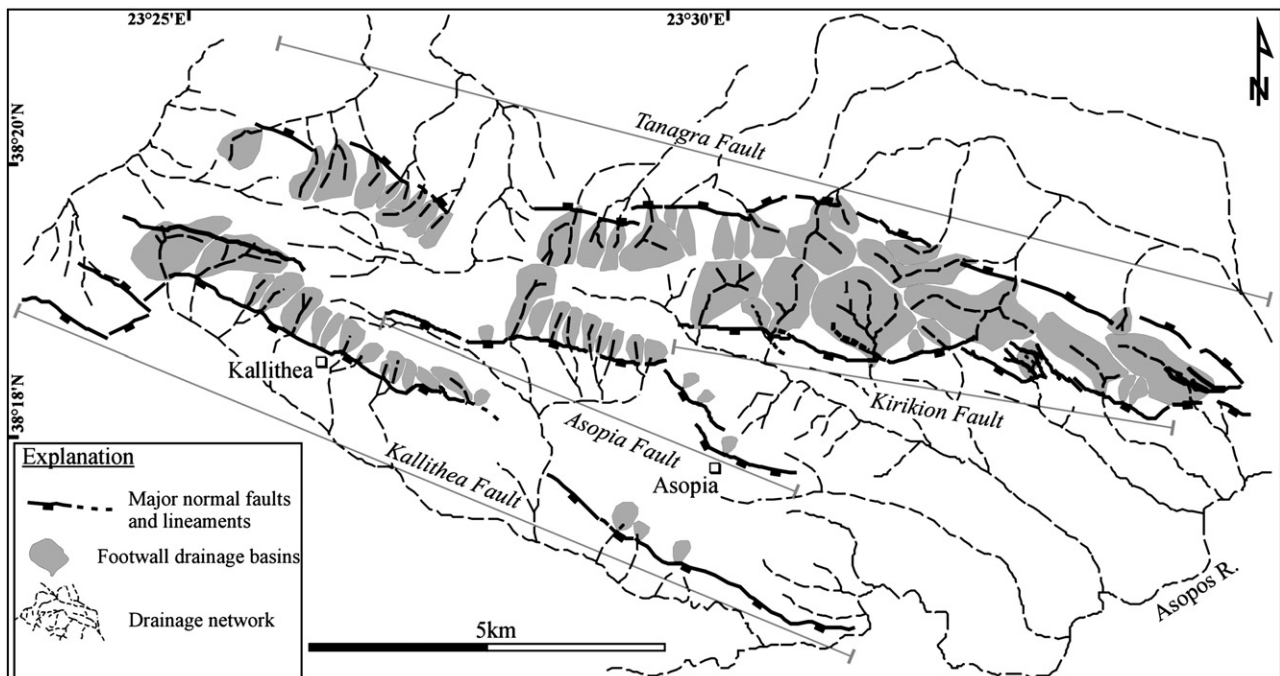 23°25'E
23°30'E
N
38°20'N
Tanagra Fault
Kallithea
38°18'N
Kirikion Fault
Asopia Fault
Kallithea Fault
Asopia
Asopos R.
Explanation
Major normal faults
and lineaments
Footwall drainage basins
Drainage network
5km